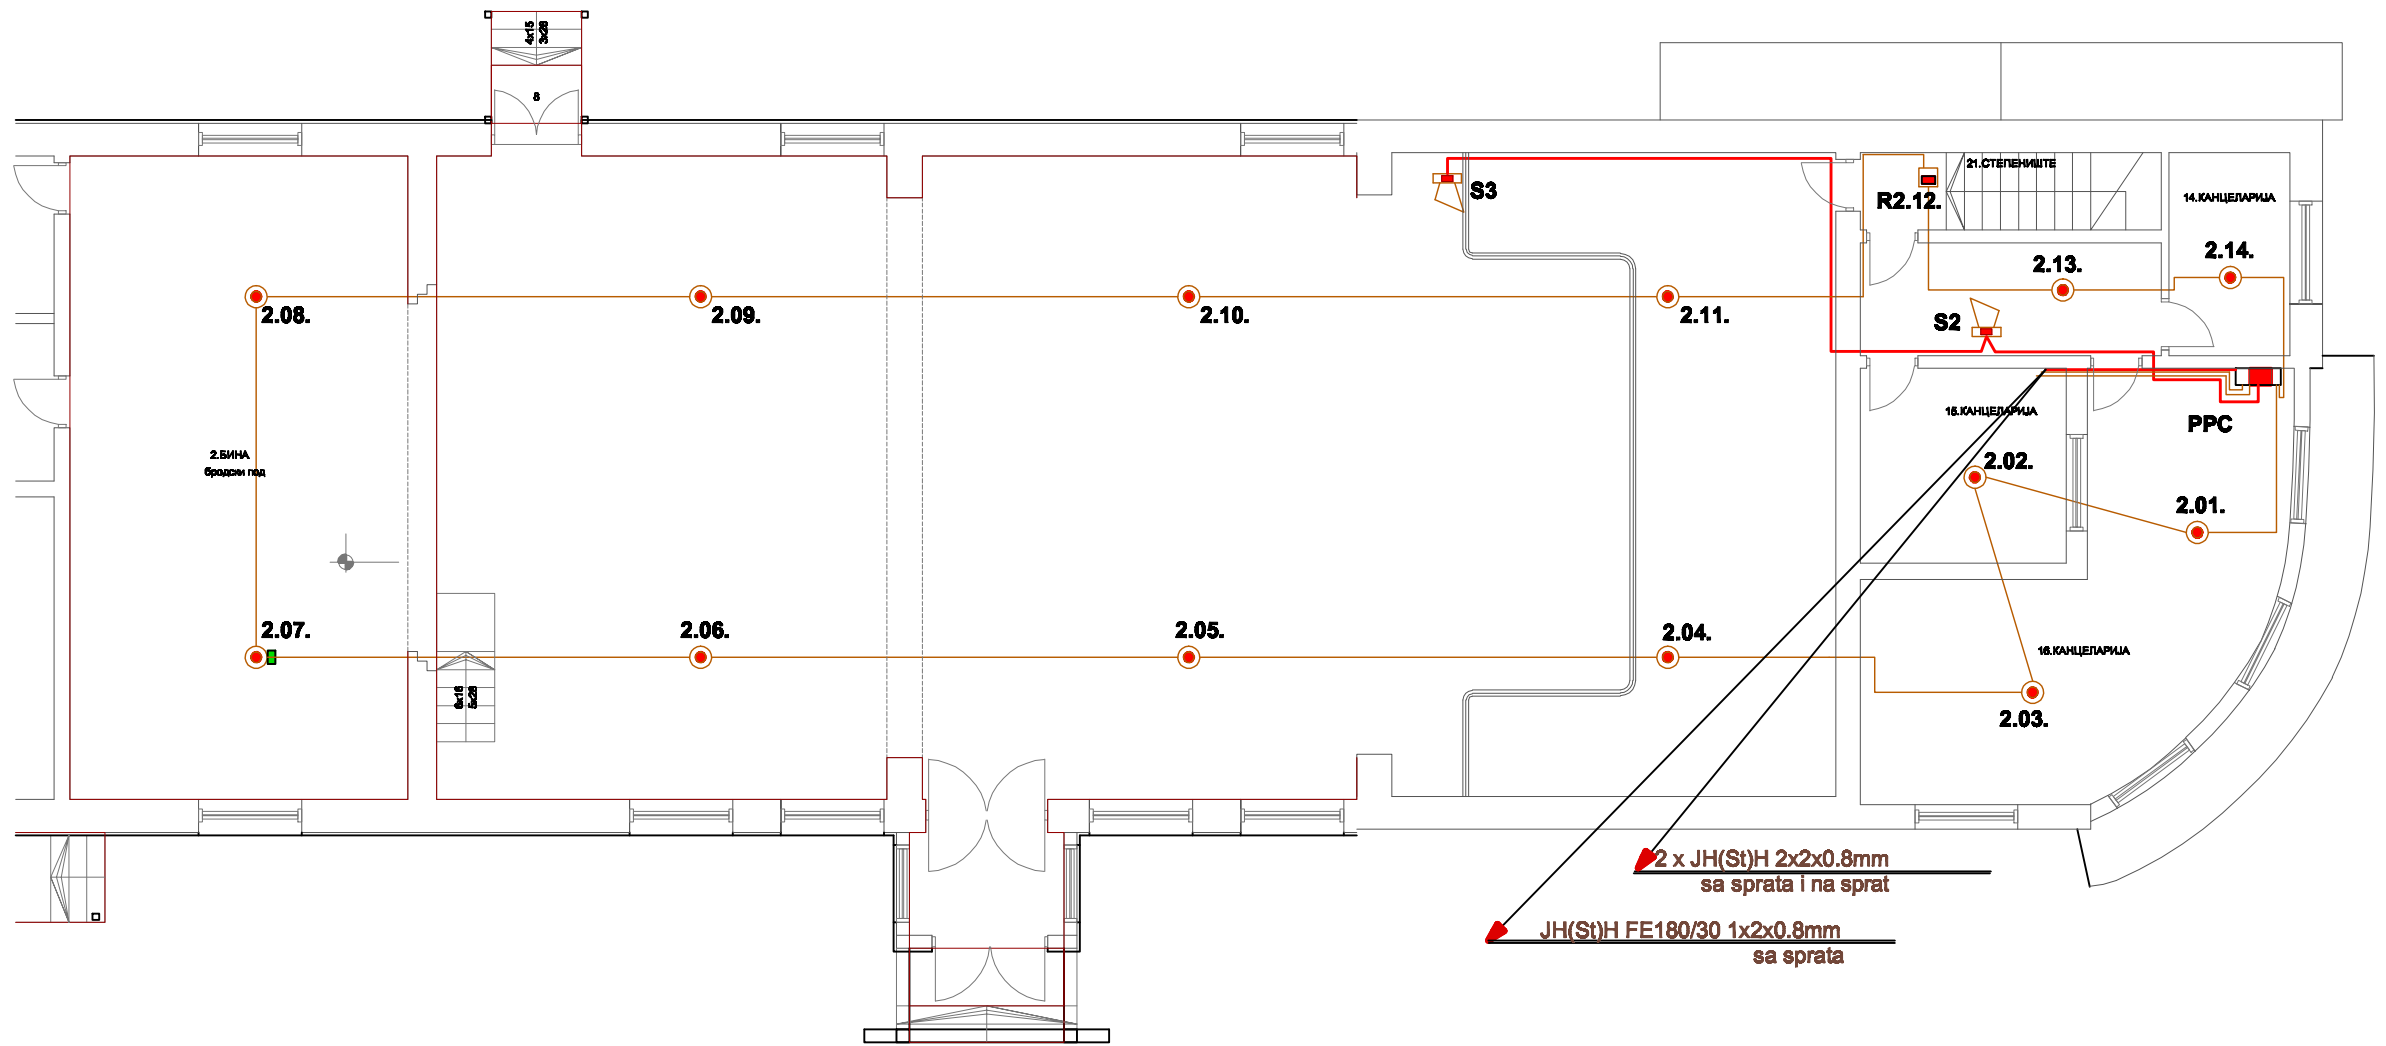 4x15
3x28
8
21.СТЕПЕНИШТЕ
S3
R2.12.
14.КАНЦЕЛАРИЈА
2.14.
2.13.
2.08.
2.09.
2.10.
2.11.
S2
15.КАНЦЕЛАРИЈА
PPC
2.БИНА
бродски под
2.02.
2.01.
2.07.
2.06.
2.05.
2.04.
16.КАНЦЕЛАРИЈА
6x16
5x28
2.03.
2 x JH(St)H 2x2x0.8mm
sa sprata i na sprat
JH(St)H FE180/30 1x2x0.8mm
sa sprata